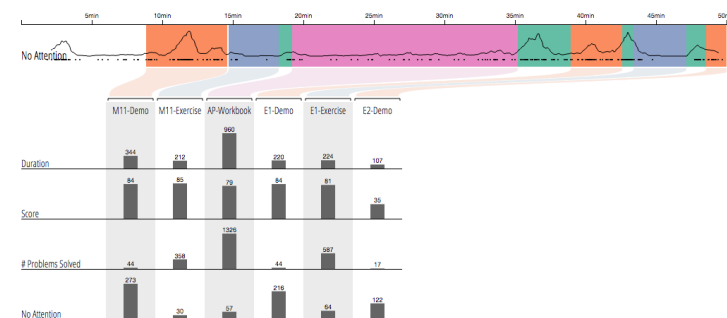 5min 10min 15min 20min 25min 30min 35min 40min 45min 50
No Attention
M11-Demo M11-Exercise AP-Workbook E1-Demo E1-Exercise E2-Demo
Duration 344 212 960 220 224 107
Score 84 85 79 84 81 35
# Problems Solved 44 358 1326 44 587 17
No Attention 273 30 57 216 64 122